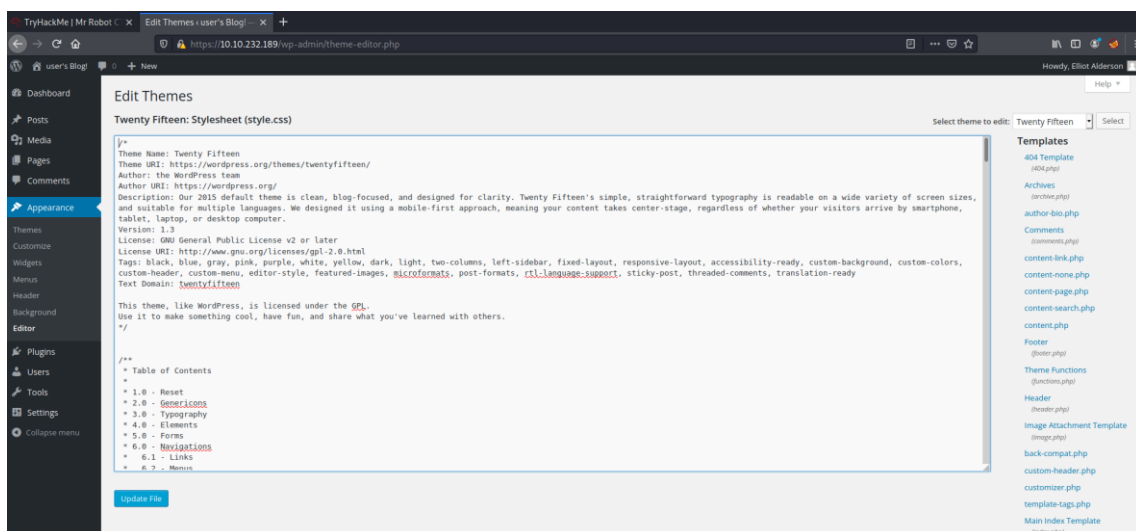 TryHackMe | Mr Robot C
Edit Themes ‹ user's Blog! —
https://10.10.232.189/wp-admin/theme-editor.php
user's Blog! 0 + New
Howdy, Elliot Alderson
Help
Dashboard
Posts
Media
Pages
Comments
Appearance
Themes
Customize
Widgets
Menus
Header
Background
Editor
Plugins
Users
Tools
Settings
Collapse menu
Edit Themes
Twenty Fifteen: Stylesheet (style.css)
Select theme to edit: Twenty Fifteen Select
/*
Theme Name: Twenty Fifteen
Theme URI: https://wordpress.org/themes/twentyfifteen/
Author: the WordPress team
Author URI: https://wordpress.org/
Description: Our 2015 default theme is clean, blog-focused, and designed for clarity. Twenty Fifteen's simple, straightforward typography is readable on a wide variety of screen sizes,
and suitable for multiple languages. We designed it using a mobile-first approach, meaning your content takes center-stage, regardless of whether your visitors arrive by smartphone,
tablet, laptop, or desktop computer.
Version: 1.3
License: GNU General Public License v2 or later
License URI: http://www.gnu.org/licenses/gpl-2.0.html
Tags: black, blue, gray, pink, purple, white, yellow, dark, light, two-columns, left-sidebar, fixed-layout, responsive-layout, accessibility-ready, custom-background, custom-colors,
custom-header, custom-menu, editor-style, featured-images, microformats, post-formats, rtl-language-support, sticky-post, threaded-comments, translation-ready
Text Domain: twentyfifteen
This theme, like WordPress, is licensed under the GPL.
Use it to make something cool, have fun, and share what you've learned with others.
*/
/**
* Table of Contents
*
* 1.0 - Reset
* 2.0 - Genericons
* 3.0 - Typography
* 4.0 - Elements
* 5.0 - Forms
* 6.0 - Navigations
* 6.1 - Links
* 6.2 - Menus
Update File
Templates
404 Template
(404.php)
Archives
(archive.php)
author-bio.php
Comments
(comments.php)
content-link.php
content-none.php
content-page.php
content-search.php
content.php
Footer
(footer.php)
Theme Functions
(functions.php)
Header
(header.php)
Image Attachment Template
(image.php)
back-compat.php
custom-header.php
customizer.php
template-tags.php
Main Index Template